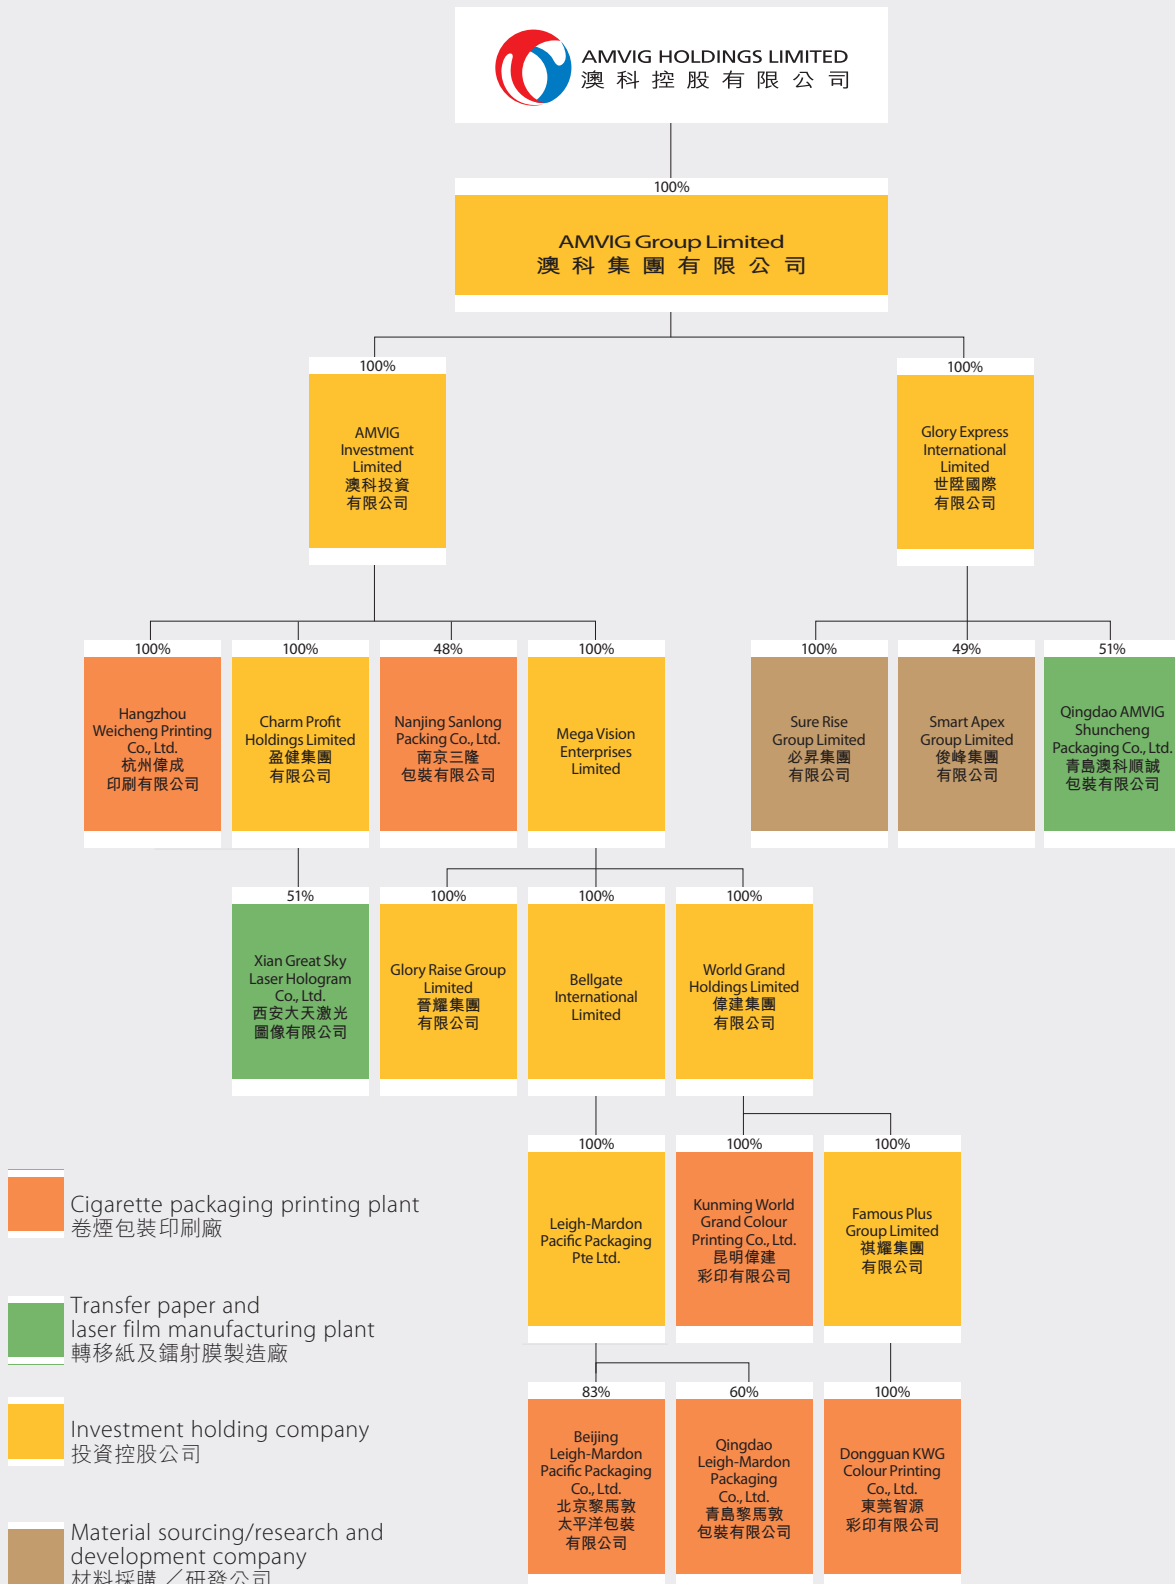 AMVIG HOLDINGS LIMITED
澳科控股有限公司
100%
AMVIG Group Limited
澳科集團有限公司
100%
AMVIG
Investment
Limited
澳科投資
有限公司
100%
Glory Express
International
Limited
世陞國際
有限公司
100%
Hangzhou
Weicheng Printing
Co., Ltd.
杭州偉成
印刷有限公司
100%
Charm Profit
Holdings Limited
盈健集團
有限公司
48%
Nanjing Sanlong
Packing Co., Ltd.
南京三隆
包裝有限公司
100%
Mega Vision
Enterprises
Limited
100%
Sure Rise
Group Limited
必昇集團
有限公司
49%
Smart Apex
Group Limited
俊峰集團
有限公司
51%
Qingdao AMVIG
Shuncheng
Packaging Co., Ltd.
青島澳科順誠
包裝有限公司
51%
Xian Great Sky
Laser Hologram
Co., Ltd.
西安大天激光
圖像有限公司
100%
Glory Raise Group
Limited
晉耀集團
有限公司
100%
Bellgate
International
Limited
100%
World Grand
Holdings Limited
偉建集團
有限公司
100%
Leigh-Mardon
Pacific Packaging
Pte Ltd.
100%
Kunming World
Grand Colour
Printing Co., Ltd.
昆明偉建
彩印有限公司
100%
Famous Plus
Group Limited
祺耀集團
有限公司
83%
Beijing
Leigh-Mardon
Pacific Packaging
Co., Ltd.
北京黎馬敦
太平洋包裝
有限公司
60%
Qingdao
Leigh-Mardon
Packaging
Co., Ltd.
青島黎馬敦
包裝有限公司
100%
Dongguan KWG
Colour Printing
Co., Ltd.
東莞智源
彩印有限公司
Cigarette packaging printing plant
卷煙包裝印刷廠
Transfer paper and
laser film manufacturing plant
轉移紙及鐳射膜製造廠
Investment holding company
投資控股公司
Material sourcing/research and
development company
材料採購／研發公司